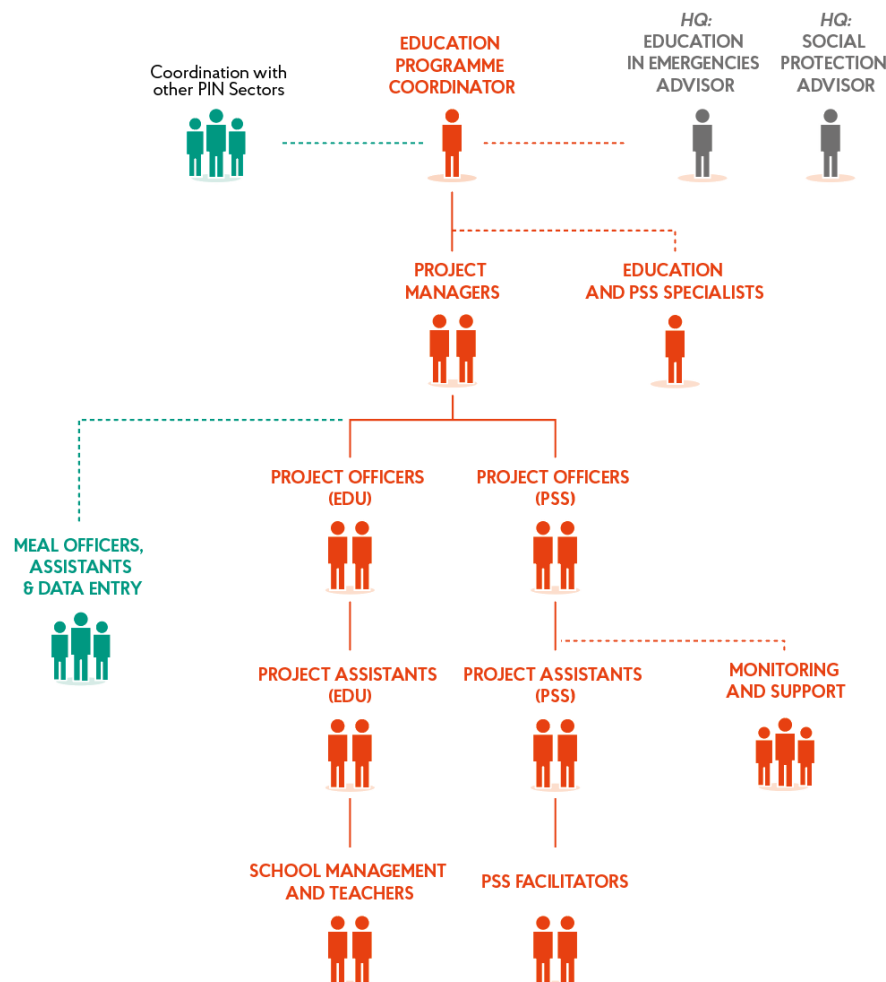 Coordination with
other PIN Sectors
EDUCATION
PROGRAMME
COORDINATOR
HQ:
EDUCATION
IN EMERGENCIES
ADVISOR
HQ:
SOCIAL
PROTECTION
ADVISOR
PROJECT
MANAGERS
EDUCATION
AND PSS SPECIALISTS
PROJECT OFFICERS
(EDU)
PROJECT OFFICERS
(PSS)
MEAL OFFICERS,
ASSISTANTS
& DATA ENTRY
PROJECT ASSISTANTS
(EDU)
PROJECT ASSISTANTS
(PSS)
MONITORING
AND SUPPORT
SCHOOL MANAGEMENT
AND TEACHERS
PSS FACILITATORS